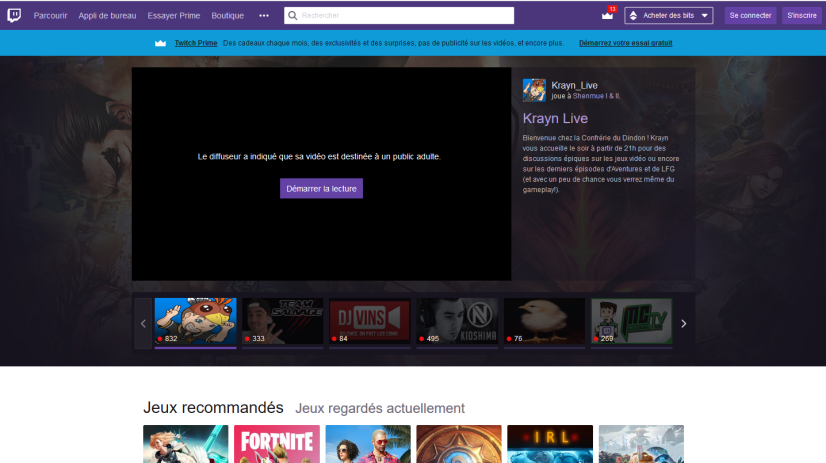 Parcourir Appli de bureau Essayer Prime Boutique ••• Rechercher 13 Acheter des bits Se connecter S'inscrire
Twitch Prime Des cadeaux chaque mois, des exclusivités et des surprises, pas de publicité sur les vidéos, et encore plus. Démarrez votre essai gratuit
Le diffuseur a indiqué que sa vidéo est destinée à un public adulte.
Démarrer la lecture
Krayn_Live
joue à Shenmue I & II.
Krayn Live
Bienvenue chez la Confrérie du Dindon ! Krayn
vous accueille le soir à partir de 21h pour des
discussions épiques sur les jeux vidéo ou encore
sur les derniers épisodes d'Aventures et de LFG
(et avec un peu de chance vous verrez même du
gameplay!).
TEAM
SAUVAGE
DJ VINS
KIOSHIMA
MCTV
832 333 84 495 76 269
Jeux recommandés Jeux regardés actuellement
FORTNITE
IRL